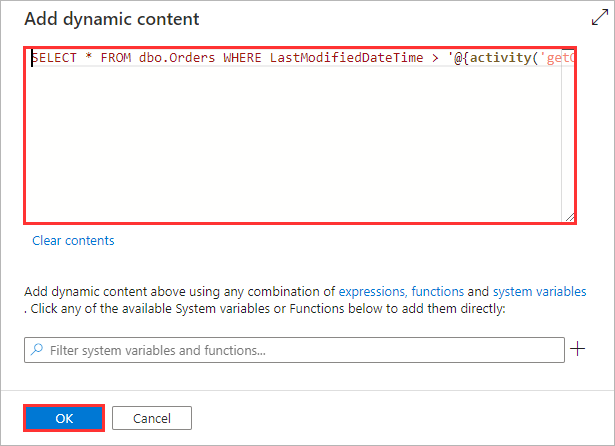 Add dynamic content
SELECT * FROM dbo.Orders WHERE LastModifiedDateTime > '@{activity('get
Clear contents
Add dynamic content above using any combination of expressions, functions and system variables
. Click any of the available System variables or Functions below to add them directly:
Filter system variables and functions...
OK
Cancel